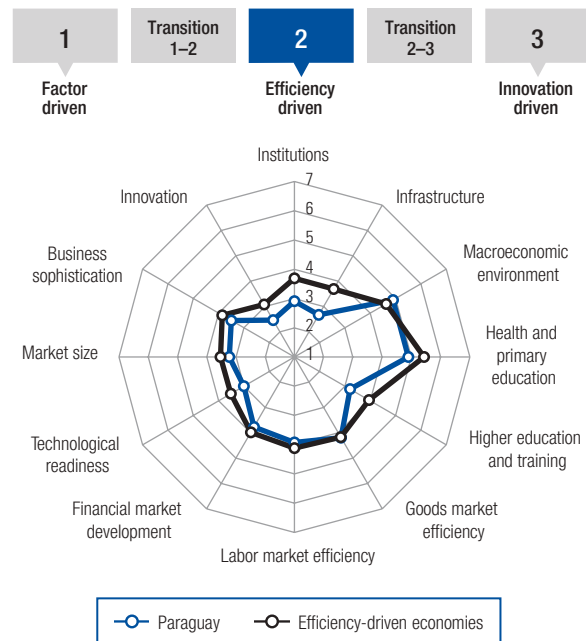 1
Transition
1–2
2
Transition
2–3
3
Factor
driven
Efficiency
driven
Innovation
driven
Institutions
Infrastructure
Macroeconomic
environment
Health and
primary
education
Higher education
and training
Goods market
efficiency
Labor market efficiency
Financial market
development
Technological
readiness
Market size
Business
sophistication
Innovation
7
6
5
4
3
2
1
Paraguay
Efficiency-driven economies